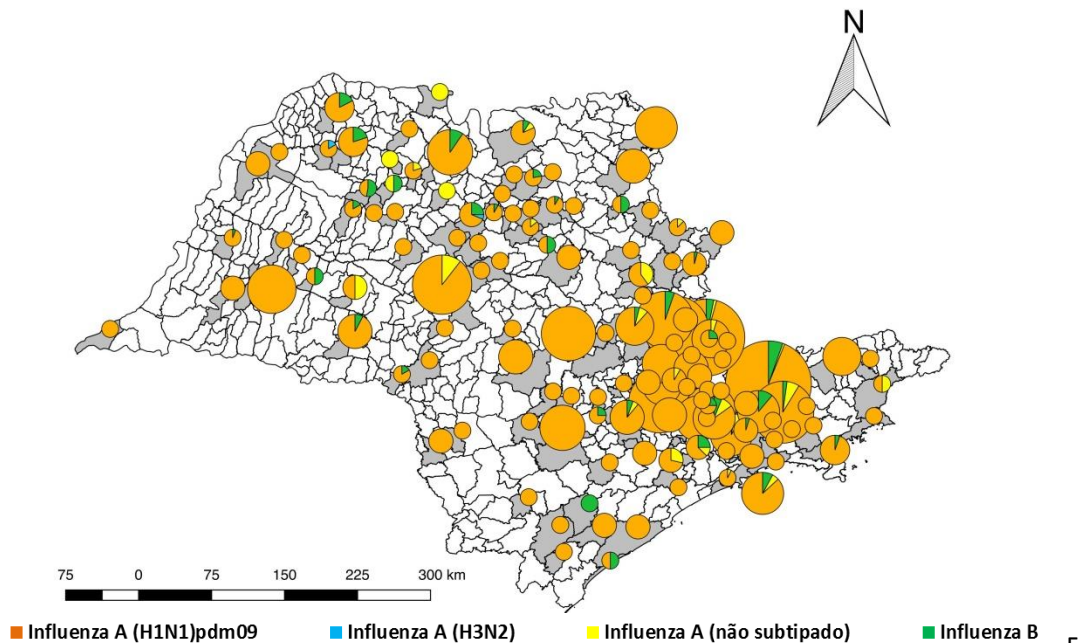 N
75 0 75 150 225 300 km
Influenza A (H1N1)pdm09 Influenza A (H3N2) Influenza A (não subtipado) Influenza B